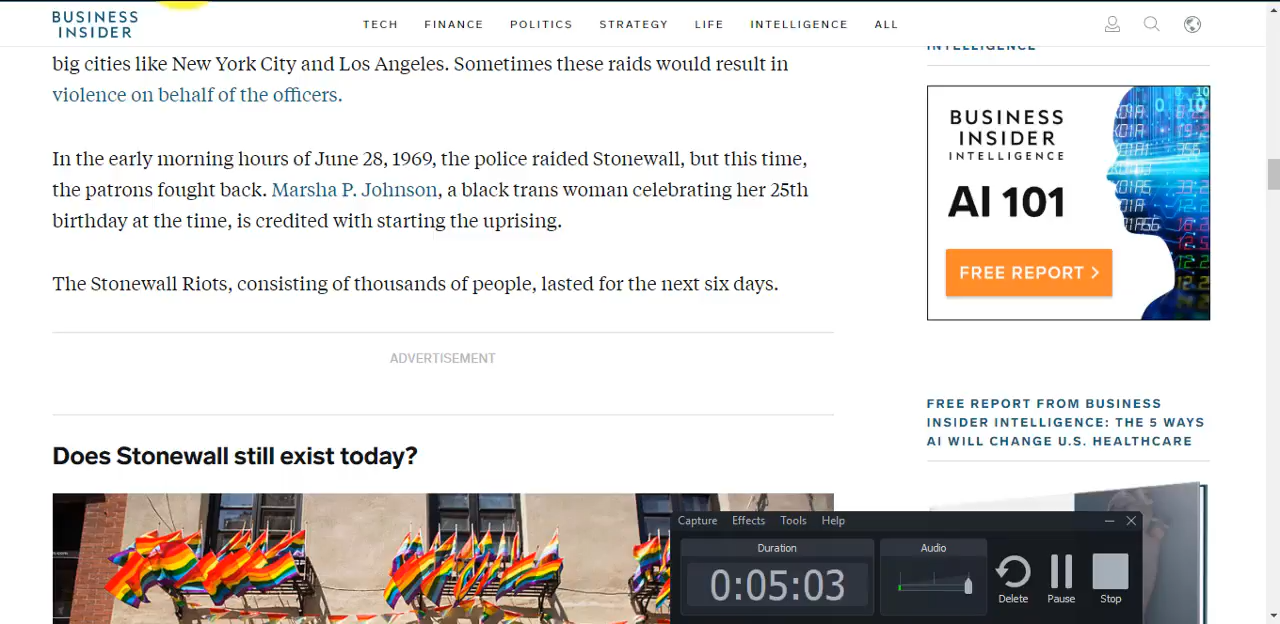 BUSINESS
INSIDER
TECH FINANCE POLITICS STRATEGY LIFE INTELLIGENCE ALL
big cities like New York City and Los Angeles. Sometimes these raids would result in
violence on behalf of the officers.
In the early morning hours of June 28, 1969, the police raided Stonewall, but this time,
the patrons fought back. Marsha P. Johnson, a black trans woman celebrating her 25th
birthday at the time, is credited with starting the uprising.
The Stonewall Riots, consisting of thousands of people, lasted for the next six days.
ADVERTISEMENT
Does Stonewall still exist today?
INTELLIGENCE
BUSINESS
INSIDER
INTELLIGENCE
AI 101
FREE REPORT >
FREE REPORT FROM BUSINESS
INSIDER INTELLIGENCE: THE 5 WAYS
AI WILL CHANGE U.S. HEALTHCARE
Capture Effects Tools Help
Duration
0:05:03
Audio
Delete Pause Stop